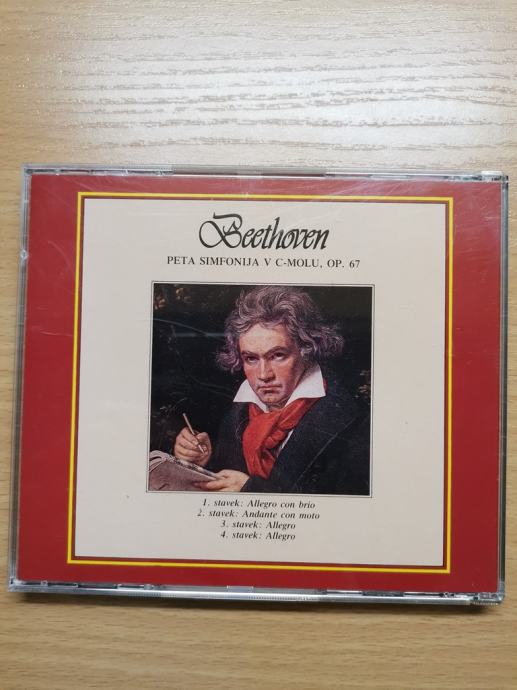 Beethoven
PETA SIMFONIJA V C-MOLU, OP. 67
1. stavek: Allegro con brio
2. stavek: Andante con moto
3. stavek: Allegro
4. stavek: Allegro